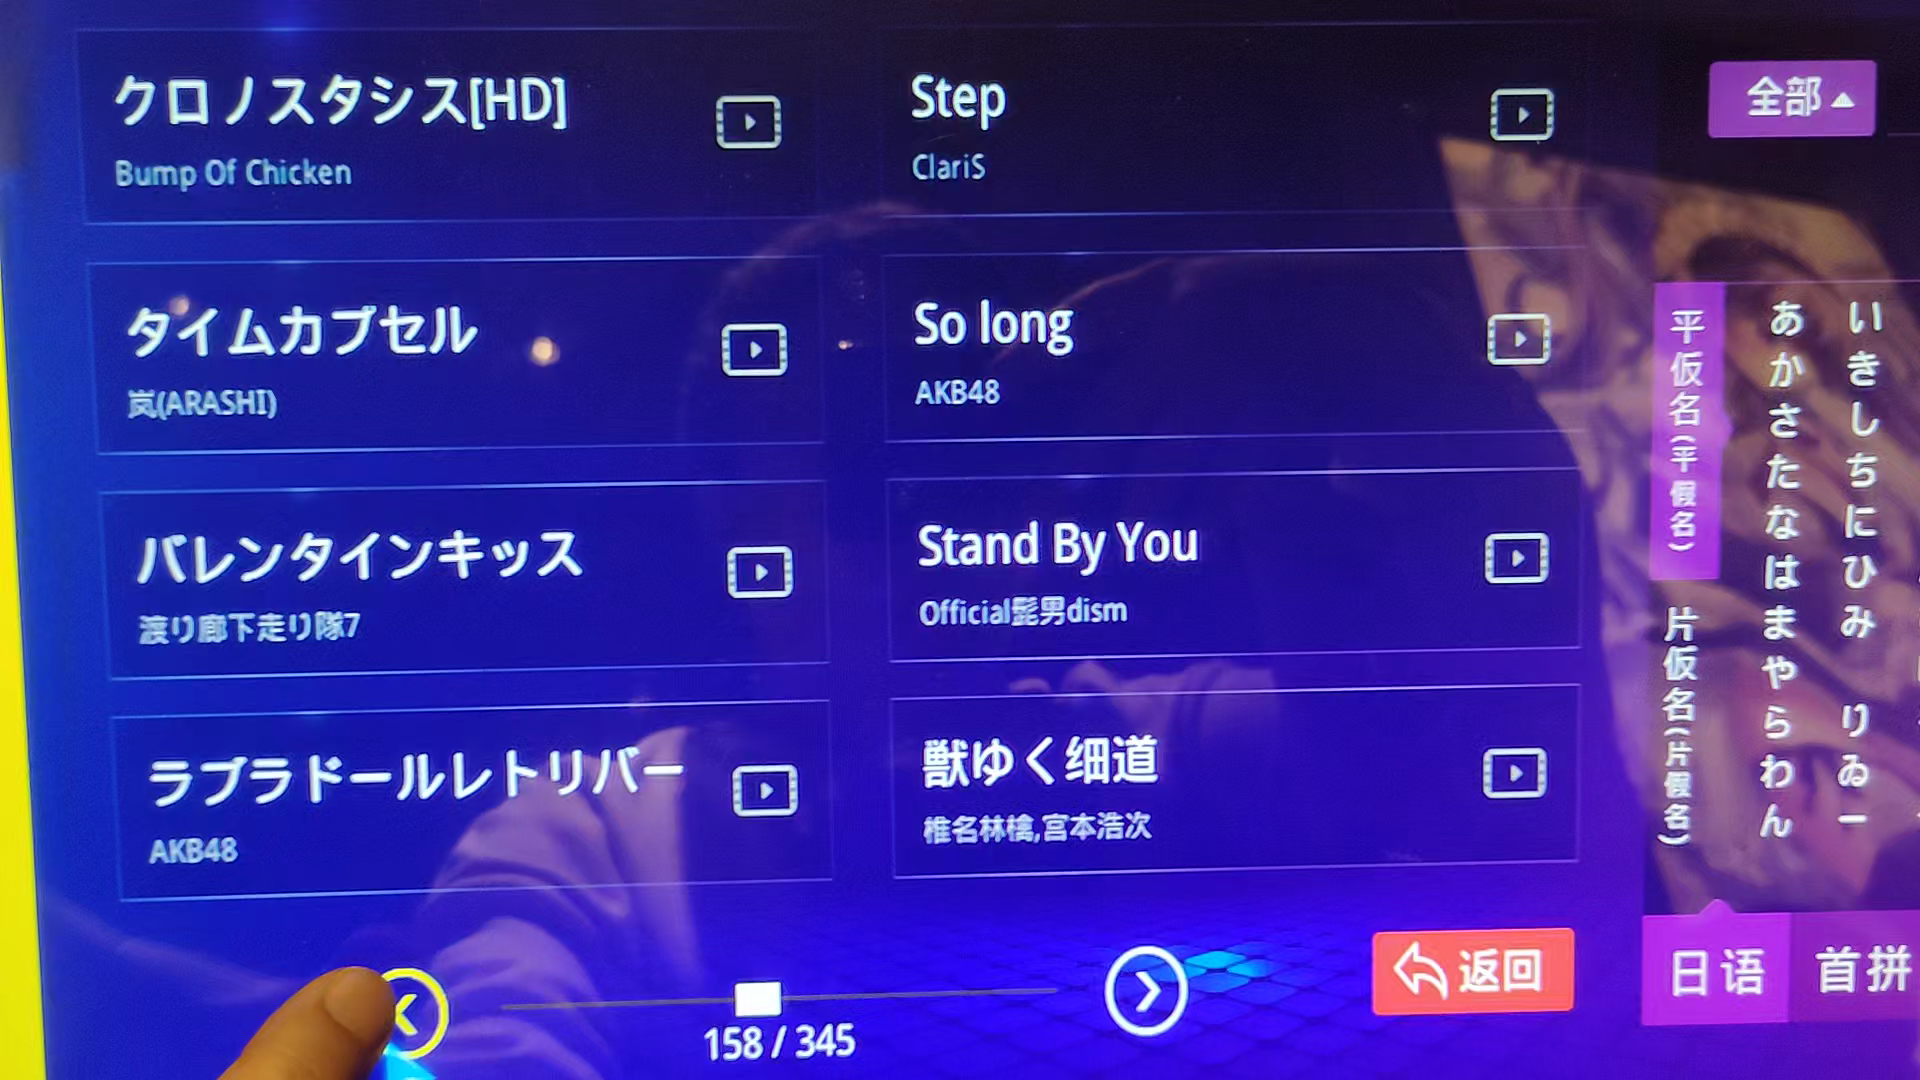 クロノスタシス[HD]
Bump Of Chicken
Step
ClariS
タイムカプセル
岚(ARASHI)
So long
AKB48
バレンタインキッス
渡り廊下走り隊7
Stand By You
Official髭男dism
ラブラドールレトリバー
AKB48
獣ゆく细道
椎名林檎,宮本浩次
158 / 345
返回
全部
平仮名(平假名)
片仮名(片假名)
あかさたなはまやらわん
いきしちにひみ りゐー
日语
首拼